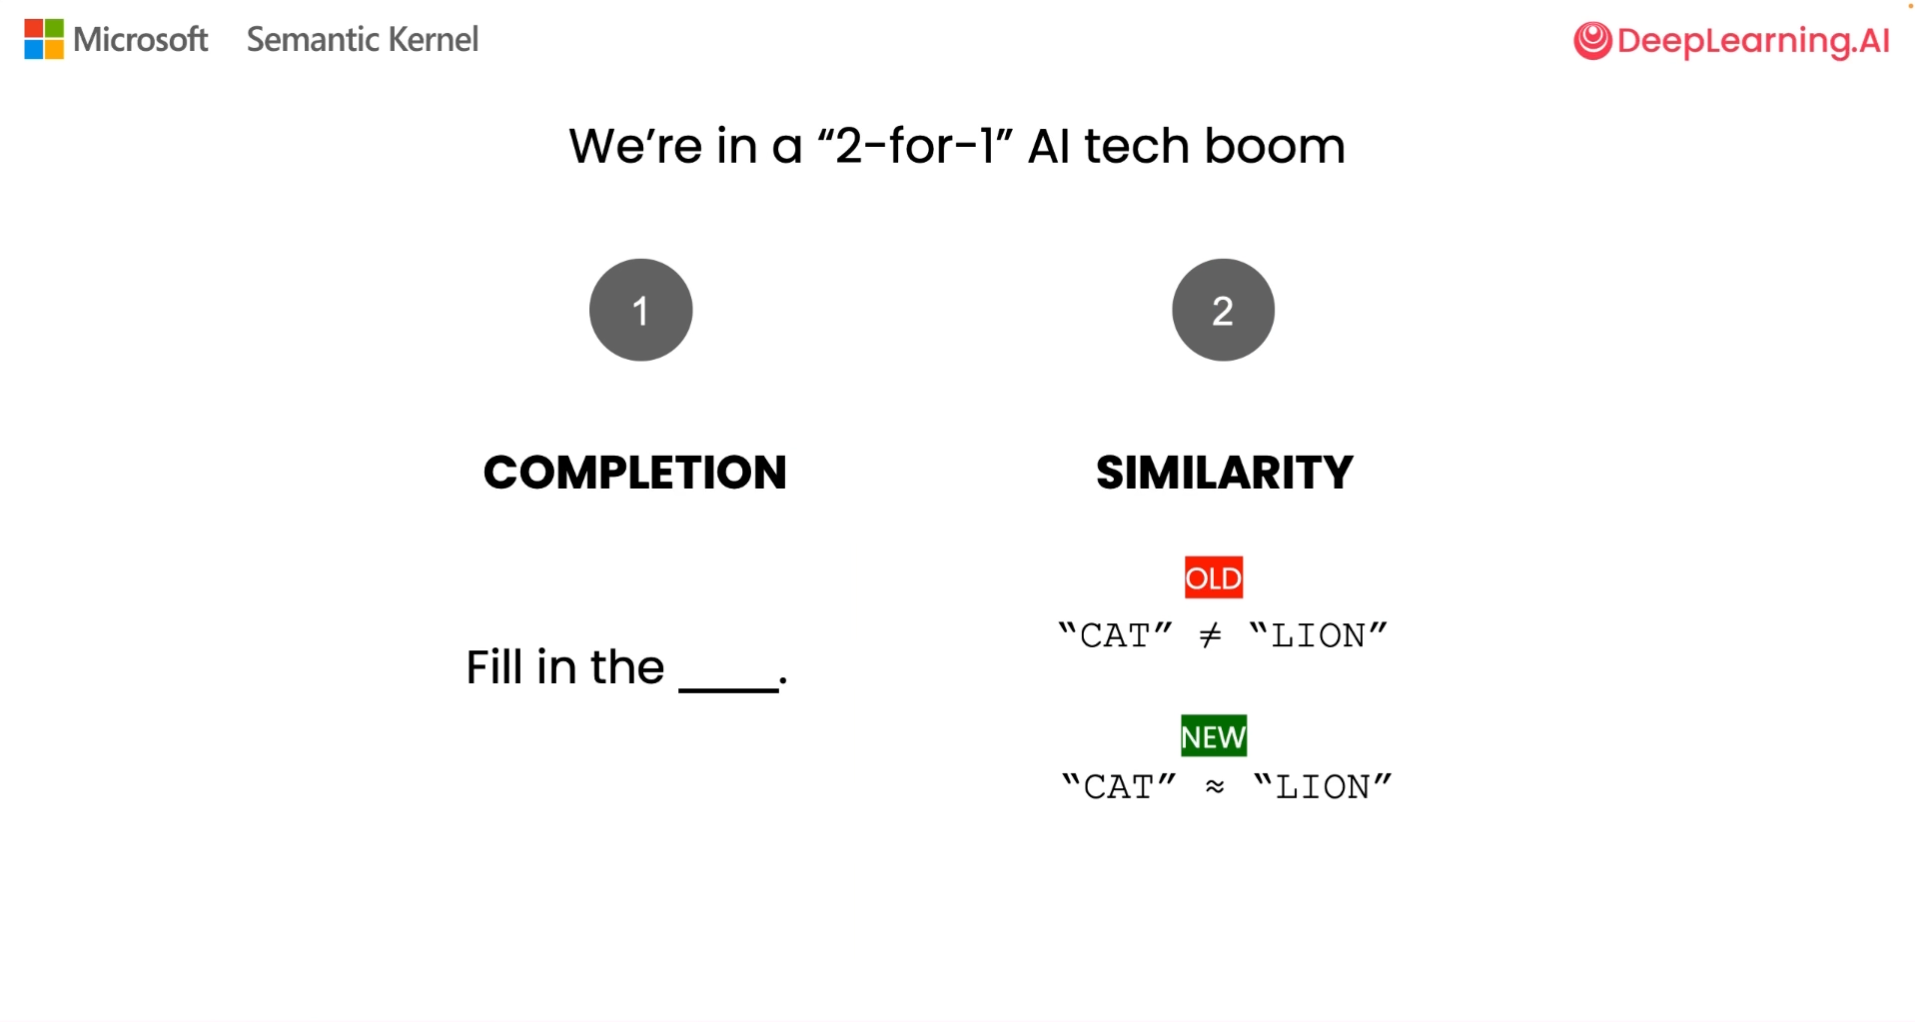 Microsoft Semantic Kernel
DeepLearning.AI
We’re in a “2-for-1” AI tech boom
1
COMPLETION
Fill in the ____.
2
SIMILARITY
OLD
“CAT” ≠ “LION”
NEW
“CAT” ≈ “LION”